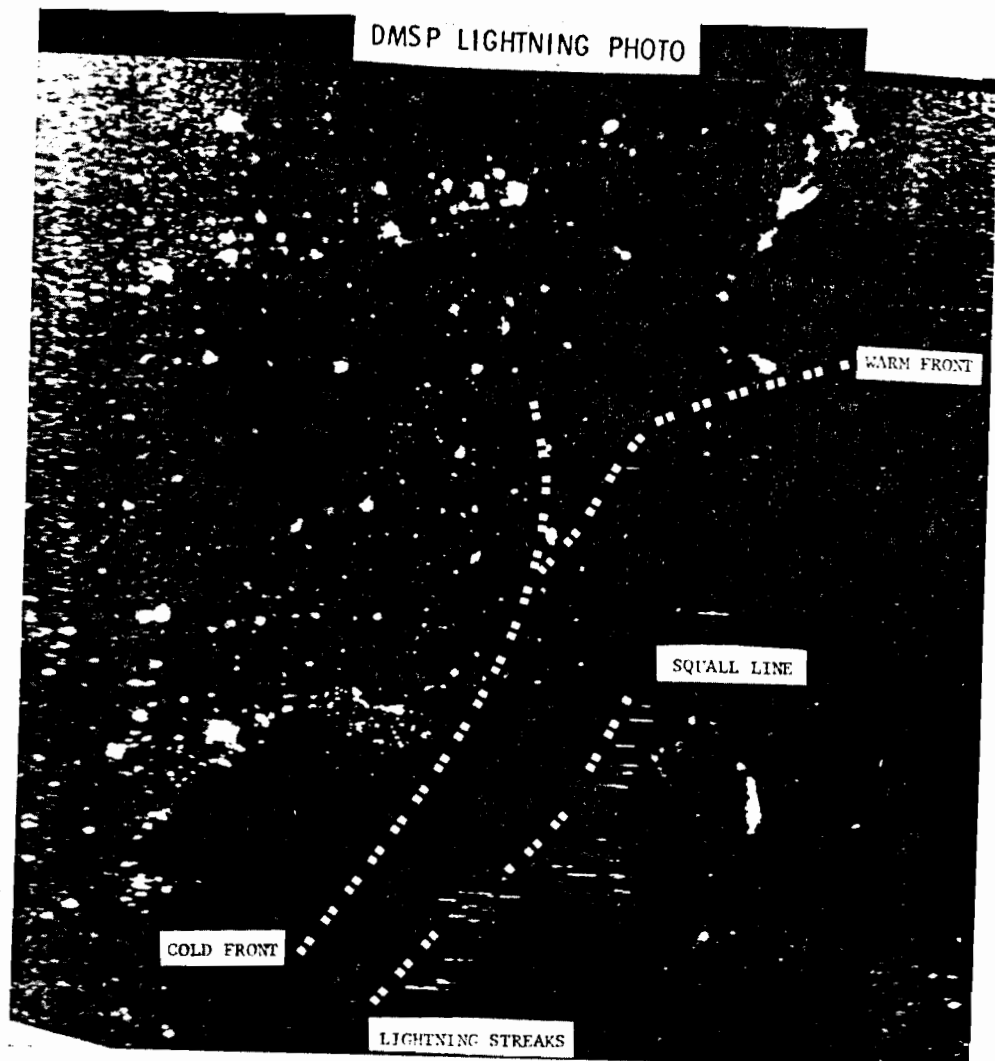 DMSP LIGHTNING PHOTO
WARM FRONT
SQUALL LINE
COLD FRONT
LIGHTNING STREAKS